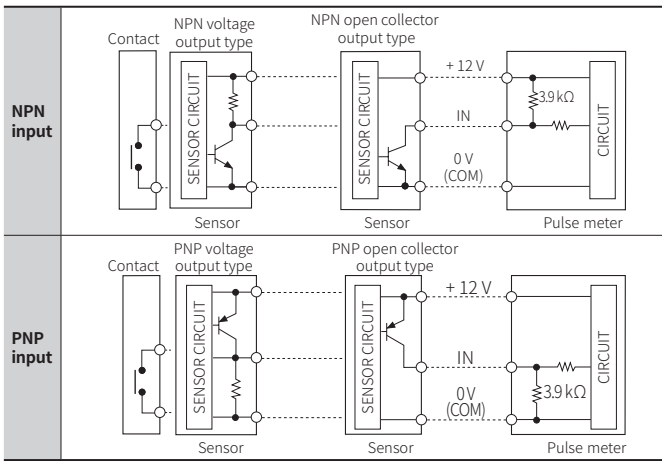 NPN voltage
output type
NPN open collector
output type
Contact
NPN
input
SENSOR CIRCUIT
SENSOR CIRCUIT
+ 12 V
IN
0 V
(COM)
3.9 kΩ
CIRCUIT
Sensor
Sensor
Pulse meter
PNP voltage
output type
PNP open collector
output type
Contact
PNP
input
SENSOR CIRCUIT
SENSOR CIRCUIT
+ 12 V
IN
0 V
(COM)
3.9 kΩ
CIRCUIT
Sensor
Sensor
Pulse meter